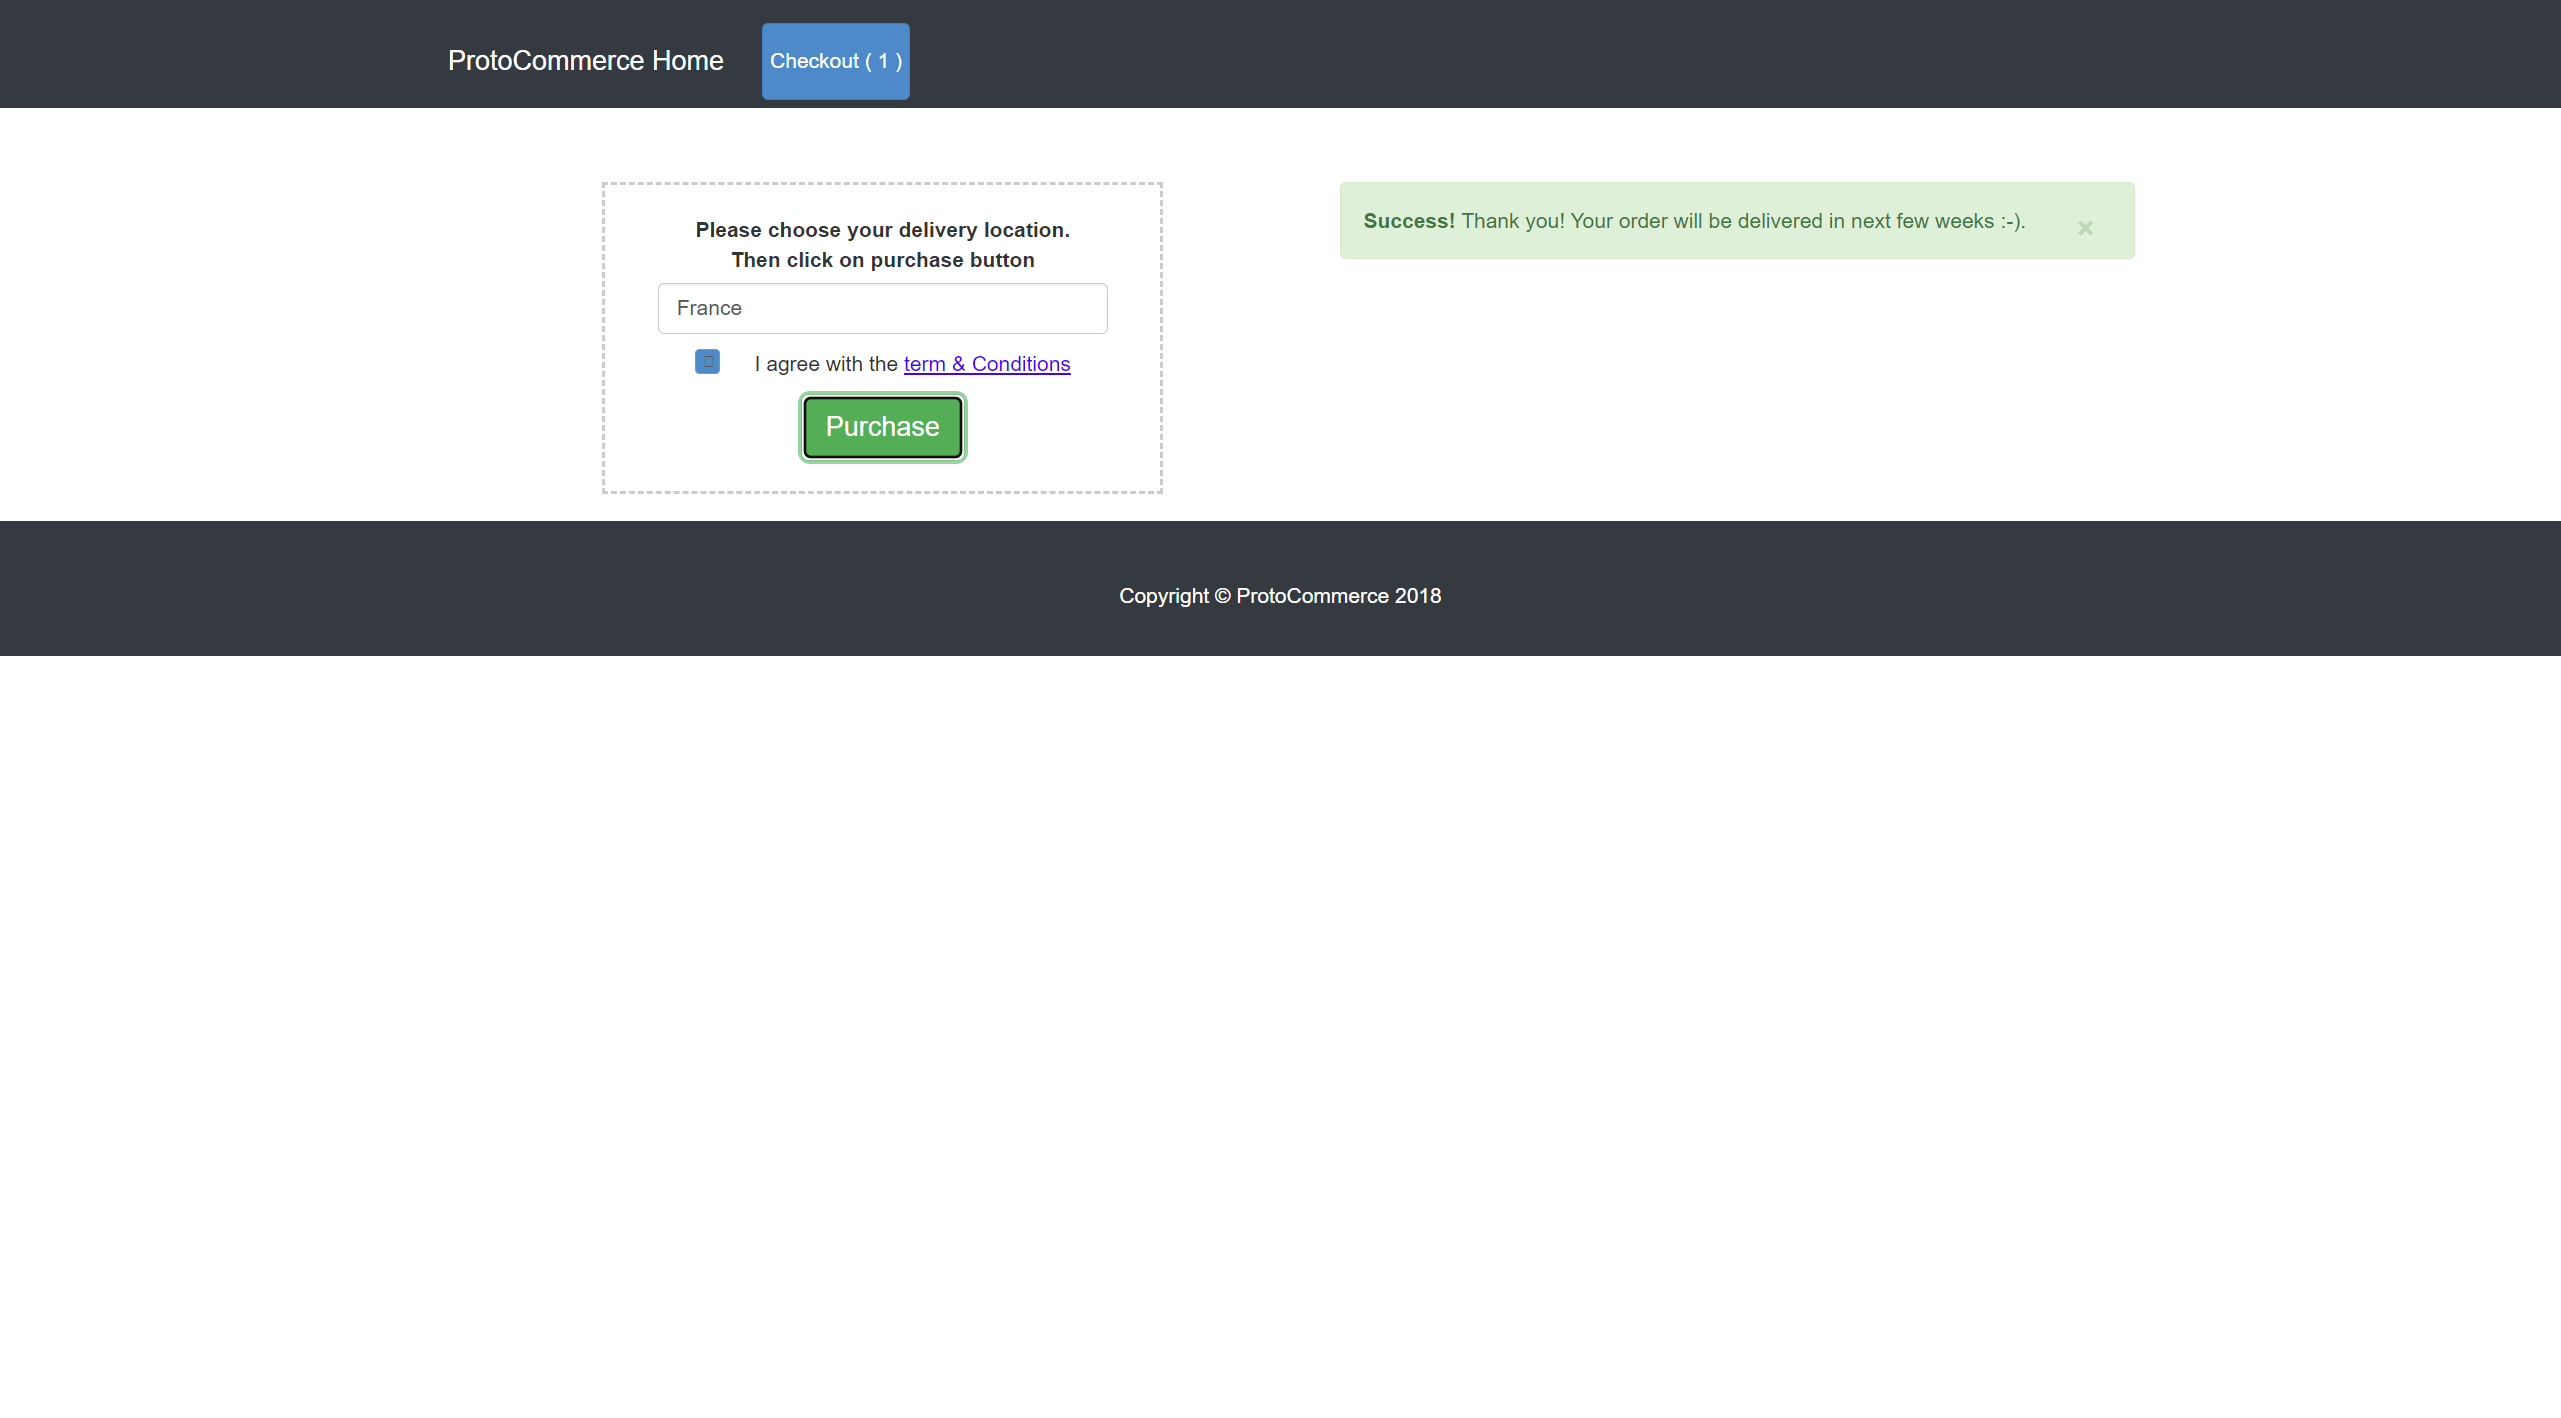 ProtoCommerce Home
Checkout ( 1 )
Please choose your delivery location.
Then click on purchase button
France
I agree with the term & Conditions
Purchase
Success! Thank you! Your order will be delivered in next few weeks :-).
×
Copyright © ProtoCommerce 2018